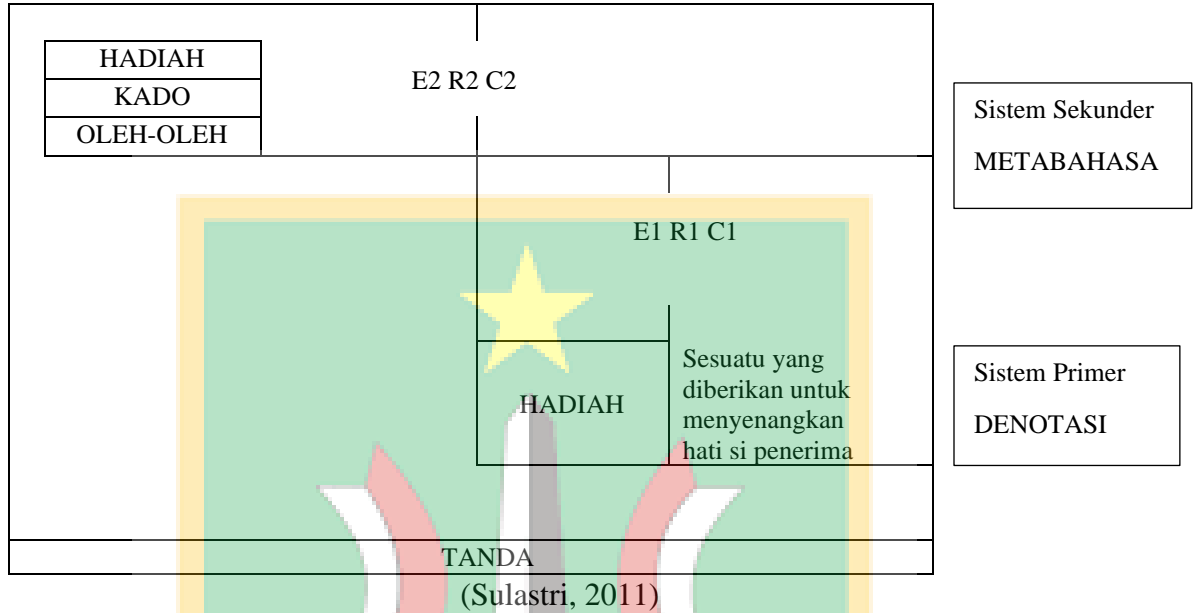 HADIAH
KADO
OLEH-OLEH
E2 R2 C2
Sistem Sekunder
METABAHASA
E1 R1 C1
HADIAH
Sesuatu yang
diberikan untuk
menyenangkan
hati si penerima
Sistem Primer
DENOTASI
TANDA
(Sulastri, 2011)